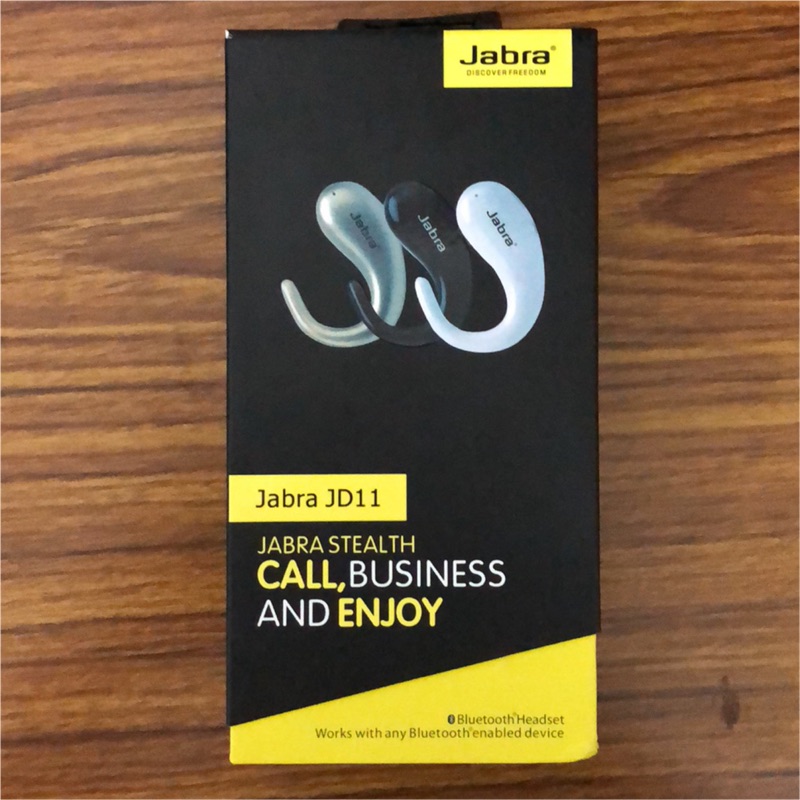 Jabra®
DISCOVER FREEDOM
Jabra®
Jabra
Jabra®
Jabra JD11
JABRA STEALTH
CALL, BUSINESS
AND ENJOY
Bluetooth® Headset
Works with any Bluetooth® enabled device